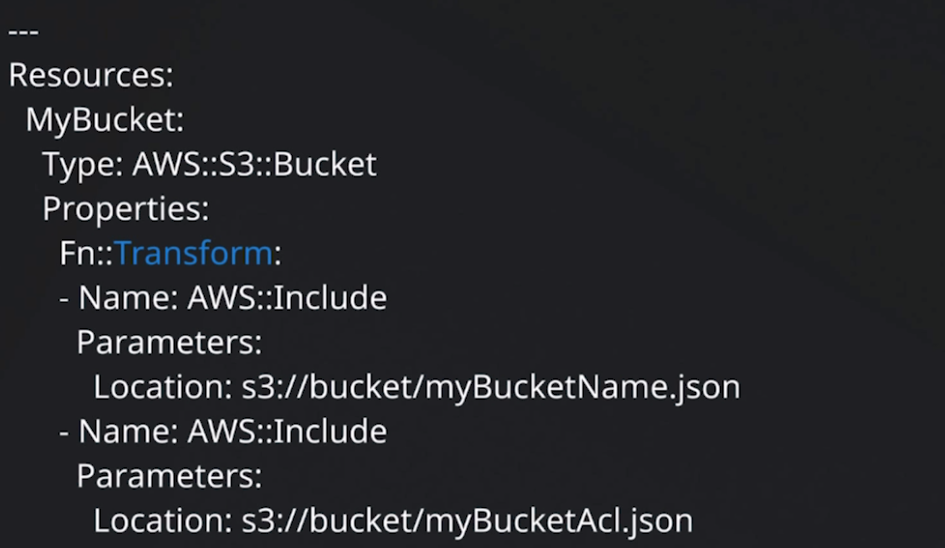 ---
Resources:
  MyBucket:
    Type: AWS::S3::Bucket
    Properties:
      Fn::Transform:
      - Name: AWS::Include
        Parameters:
          Location: s3://bucket/myBucketName.json
      - Name: AWS::Include
        Parameters:
          Location: s3://bucket/myBucketAcl.json